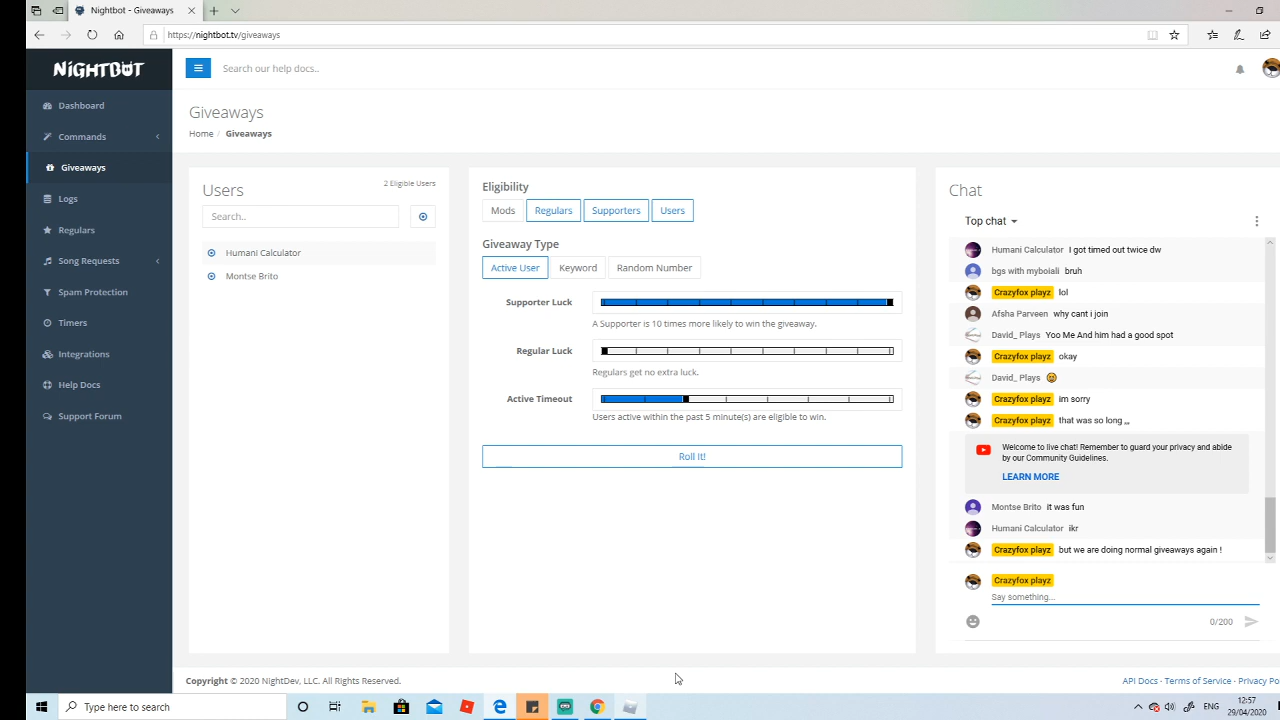 Nightbot - Giveaways
https://nightbot.tv/giveaways
NiGHTBOT
Search our help docs..
Dashboard
Commands
Giveaways
Logs
Regulars
Song Requests
Spam Protection
Timers
Integrations
Help Docs
Support Forum
Giveaways
Home / Giveaways
Users
2 Eligible Users
Search..
Humani Calculator
Montse Brito
Eligibility
Mods Regulars Supporters Users
Giveaway Type
Active User Keyword Random Number
Supporter Luck
A Supporter is 10 times more likely to win the giveaway.
Regular Luck
Regulars get no extra luck.
Active Timeout
Users active within the past 5 minute(s) are eligible to win.
Roll It!
Chat
Top chat
Humani Calculator I got timed out twice dw
bgs with myboiali bruh
Crazyfox playz lol
Afsha Parveen why cant i join
David_ Plays Yoo Me And him had a good spot
Crazyfox playz okay
David_ Plays
Crazyfox playz im sorry
Crazyfox playz that was so long ,,,
Welcome to live chat! Remember to guard your privacy and abide
by our Community Guidelines.
LEARN MORE
Montse Brito it was fun
Humani Calculator ikr
Crazyfox playz but we are doing normal giveaways again !
Crazyfox playz
Say something...
0/200
Copyright © 2020 NightDev, LLC. All Rights Reserved.
API Docs - Terms of Service - Privacy Po
Type here to search
ENG
12:57
29/04/2020